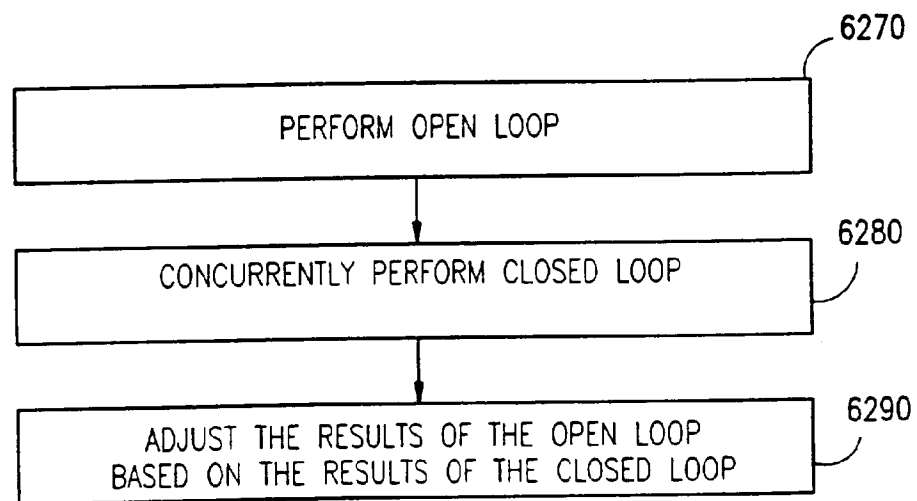 6270
PERFORM OPEN LOOP
6280
CONCURRENTLY PERFORM CLOSED LOOP
6290
ADJUST THE RESULTS OF THE OPEN LOOP
BASED ON THE RESULTS OF THE CLOSED LOOP